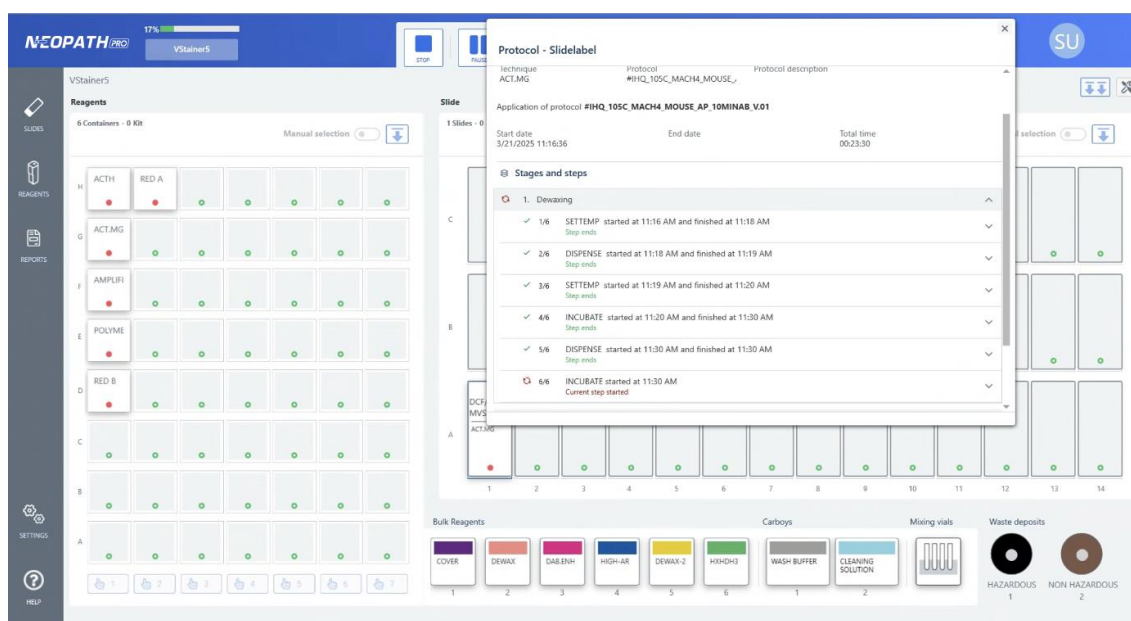 NEOPATH PRO
17%
VStainer5
STOP
PAUSE
SU
VStainer5
Reagents
6 Containers - 0 Kit
Manual selection
Slide
1 Slides - 0
selection
SLIDES
REAGENTS
REPORTS
SETTINGS
HELP
H
ACTH
RED A
G
ACT.MG
F
AMPLIFI
E
POLYME
D
RED B
C
B
A
1
2
3
4
5
6
7
Protocol - Slidelabel
Technique
Protocol
Protocol description
ACT.MG
#IHQ_105C_MACH4_MOUSE_
Application of protocol #IHQ_105C_MACH4_MOUSE_AP_10MINAB_V.01
Start date
End date
Total time
3/21/2025 11:16:36
00:23:30
Stages and steps
1. Dewaxing
1/6 SETTEMP started at 11:16 AM and finished at 11:18 AM
Step ends
2/6 DISPENSE started at 11:18 AM and finished at 11:19 AM
Step ends
3/6 SETTEMP started at 11:19 AM and finished at 11:20 AM
Step ends
4/6 INCUBATE started at 11:20 AM and finished at 11:30 AM
Step ends
5/6 DISPENSE started at 11:30 AM and finished at 11:30 AM
Step ends
6/6 INCUBATE started at 11:30 AM
Current step started
C
B
A
DCF/
MVS
ACT.MG
1
2
3
4
5
6
7
8
9
10
11
12
13
14
Bulk Reagents
Carboys
Mixing vials
Waste deposits
COVER
DEWAX
DAB.ENH
HIGH-AR
DEWAX-2
HXHDH3
WASH BUFFER
CLEANING
SOLUTION
1
2
3
4
5
6
1
2
HAZARDOUS
NON HAZARDOUS
1
2